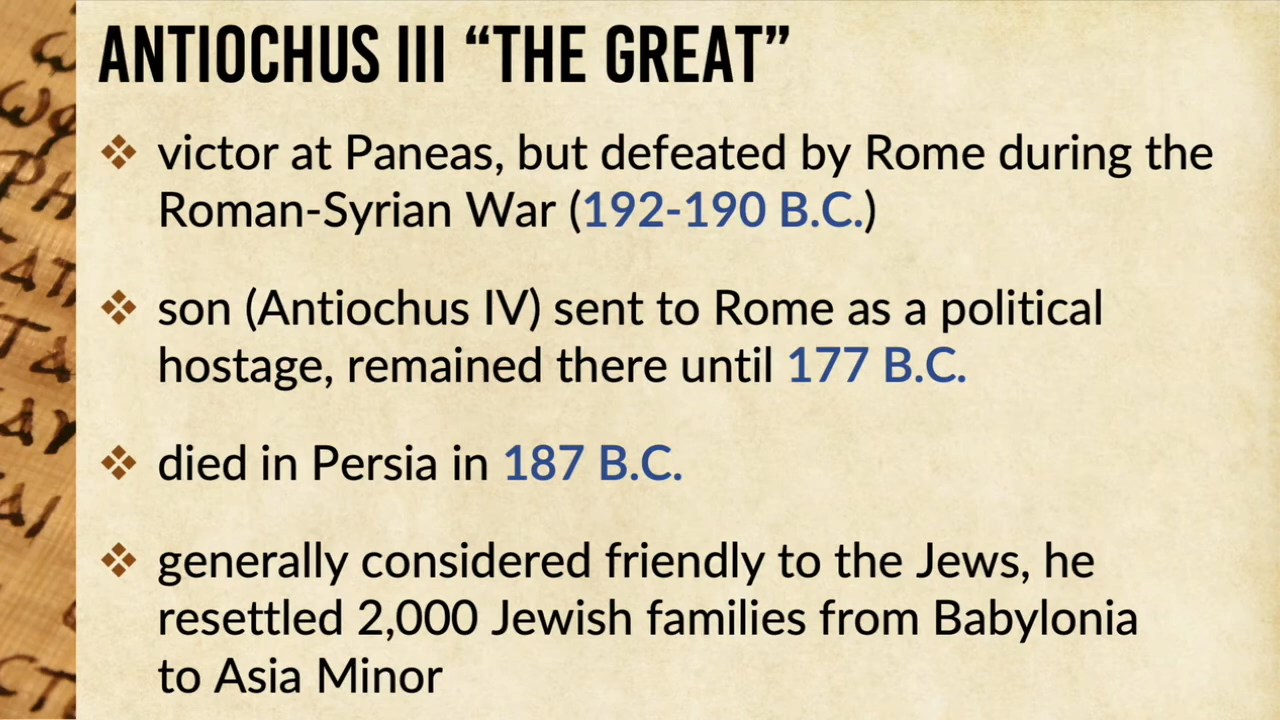 ANTIOCHUS III “THE GREAT”
❖ victor at Paneas, but defeated by Rome during the
Roman-Syrian War (192-190 B.C.)
❖ son (Antiochus IV) sent to Rome as a political
hostage, remained there until 177 B.C.
❖ died in Persia in 187 B.C.
❖ generally considered friendly to the Jews, he
resettled 2,000 Jewish families from Babylonia
to Asia Minor